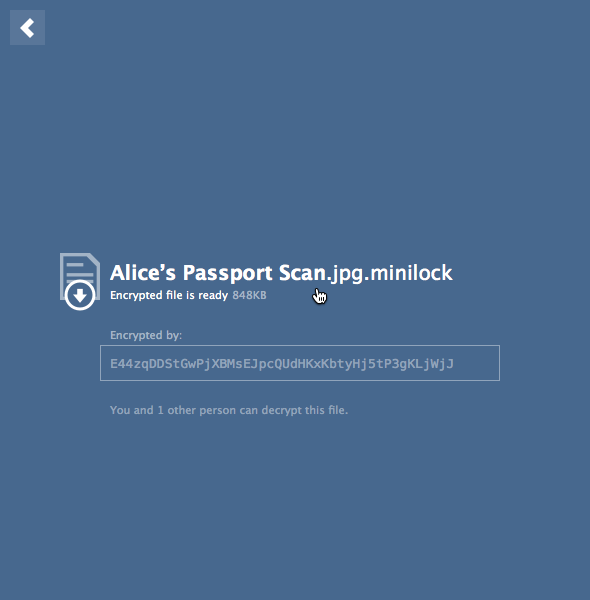 Alice’s Passport Scan.jpg.minilock
Encrypted file is ready 848KB
Encrypted by:
E44zqDDStGwPjXBMsEJpcQUdHKxKbtyHj5tP3gKLjWjJ
You and 1 other person can decrypt this file.